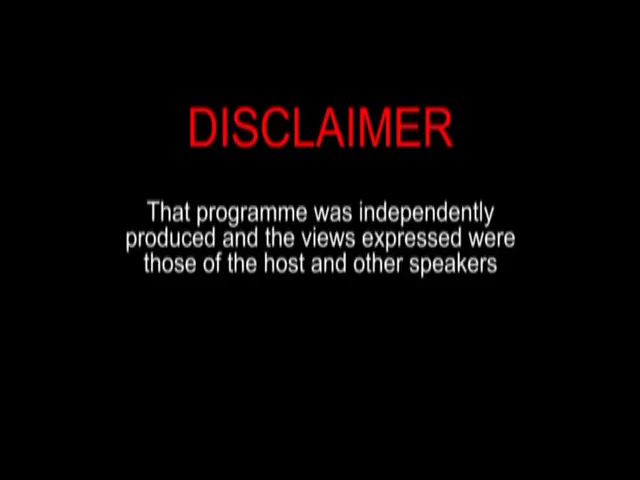 DISCLAIMER
That programme was independently
produced and the views expressed were
those of the host and other speakers